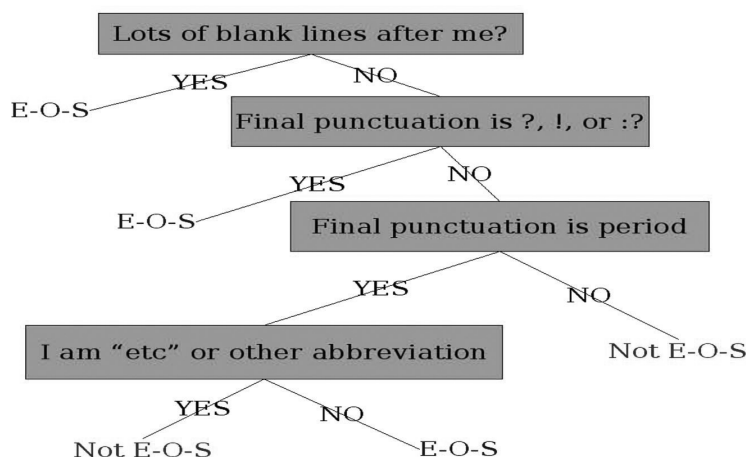 Lots of blank lines after me?
YES
NO
E-O-S
Final punctuation is ?, !, or :?
YES
NO
E-O-S
Final punctuation is period
YES
NO
I am “etc” or other abbreviation
Not E-O-S
YES
NO
Not E-O-S
E-O-S